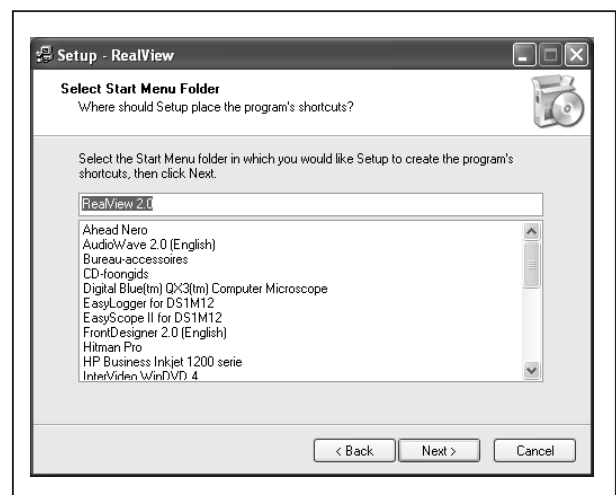 Setup - RealView
Select Start Menu Folder
Where should Setup place the program's shortcuts?
Select the Start Menu folder in which you would like Setup to create the program's
shortcuts, then click Next.
RealView 2.0
Ahead Nero
AudioWave 2.0 (English)
Bureau-accessoires
CD-foongids
Digital Blue(tm) QX3(tm) Computer Microscope
EasyLogger for DS1M12
EasyScope II for DS1M12
FrontDesigner 2.0 (English)
Hitman Pro
HP Business Inkjet 1200 serie
InterVideo WinDVD 4
< Back
Next >
Cancel